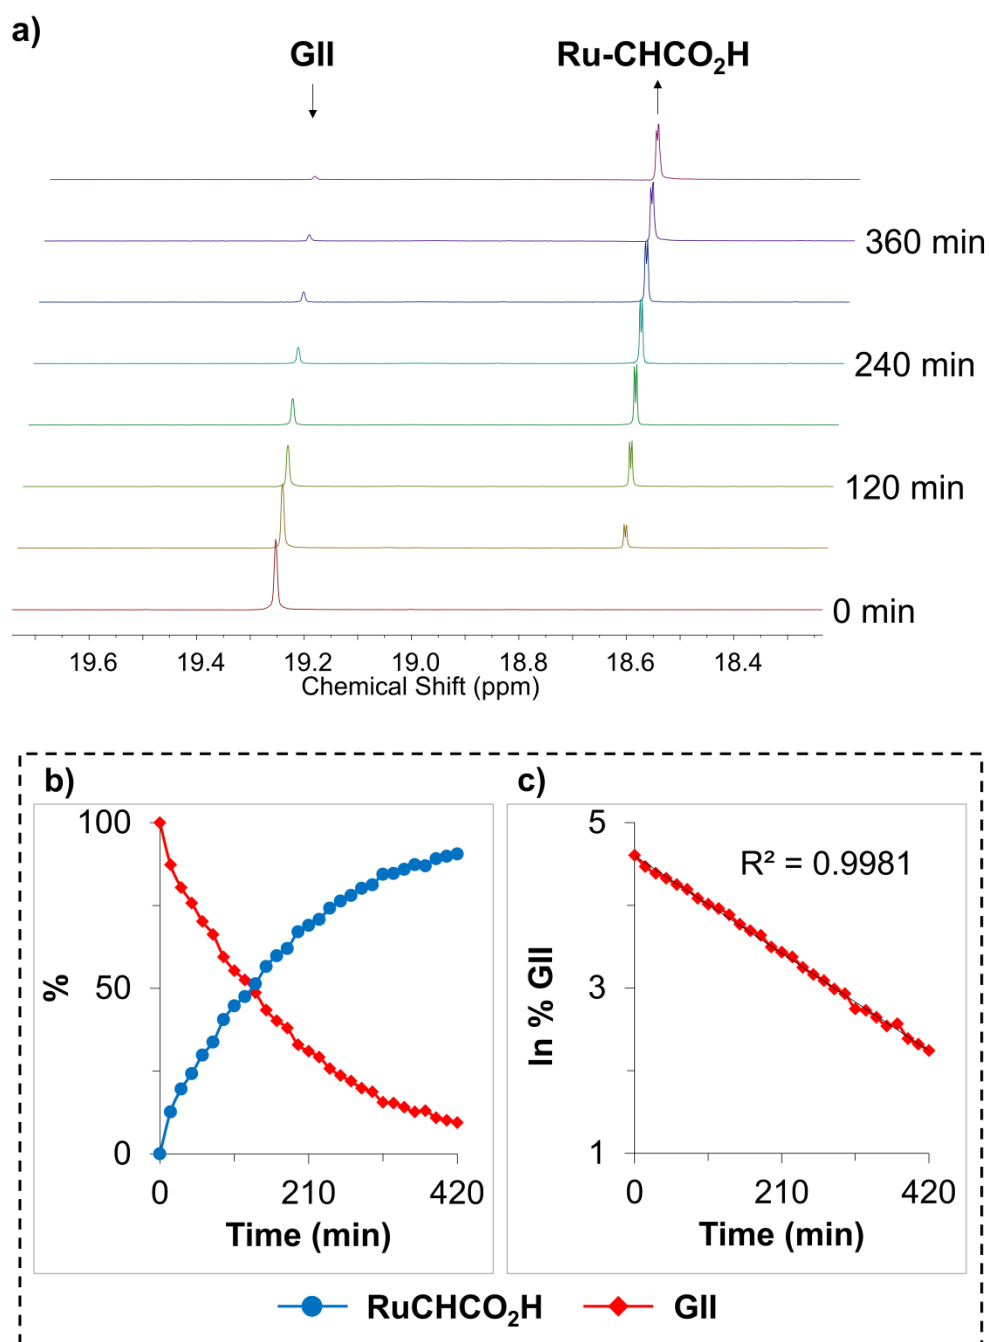 a)
GII
Ru-CHCO₂H
360 min
240 min
120 min
0 min
19.6 19.4 19.2 19.0 18.8 18.6 18.4
Chemical Shift (ppm)
b)
100
50
0
%
0 210 420
Time (min)
c)
5
3
1
ln % GII
R² = 0.9981
0 210 420
Time (min)
RuCHCO₂H GII